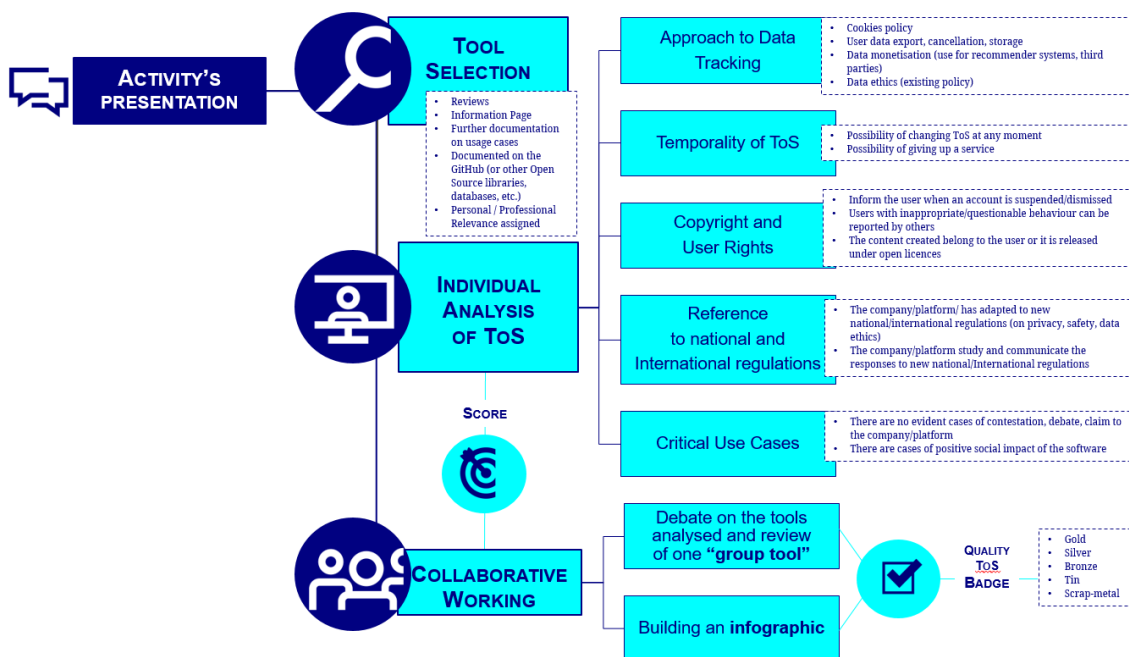 ACTIVITY'S
PRESENTATION
TOOL
SELECTION
• Reviews
• Information Page
• Further documentation
on usage cases
• Documented on the
GitHub (or other Open
Source libraries,
databases, etc.)
• Personal / Professional
Relevance assigned
INDIVIDUAL
ANALYSIS
OF TOS
Approach to Data
Tracking
• Cookies policy
• User data export, cancellation, storage
• Data monetisation (use for recommender systems, third
parties)
• Data ethics (existing policy)
Temporality of ToS
• Possibility of changing ToS at any moment
• Possibility of giving up a service
Copyright and
User Rights
• Inform the user when an account is suspended/dismissed
• Users with inappropriate/questionable behaviour can be
reported by others
• The content created belong to the user or it is released
under open licences
Reference
to national and
International regulations
• The company/platform/ has adapted to new
national/international regulations (on privacy, safety, data
ethics)
• The company/platform study and communicate the
responses to new national/International regulations
Critical Use Cases
• There are no evident cases of contestation, debate, claim to
the company/platform
• There are cases of positive social impact of the software
SCORE
COLLABORATIVE
WORKING
Debate on the tools
analysed and review
of one “group tool”
Building an infographic
QUALITY
TOS
BADGE
• Gold
• Silver
• Bronze
• Tin
• Scrap-metal